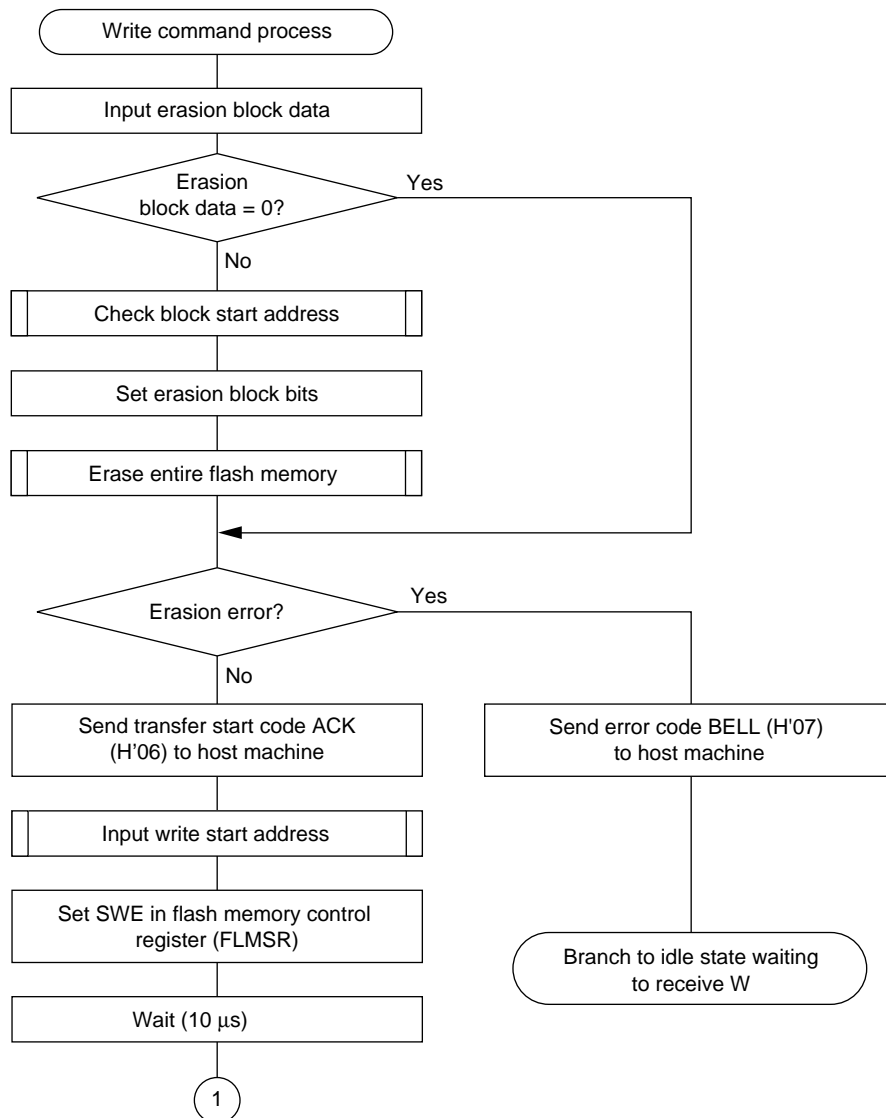 Write command process
Input erasion block data
Erasion
block data = 0?
Yes
No
Check block start address
Set erasion block bits
Erase entire flash memory
Erasion error?
Yes
No
Send transfer start code ACK
(H'06) to host machine
Send error code BELL (H'07)
to host machine
Input write start address
Set SWE in flash memory control
register (FLMSR)
Branch to idle state waiting
to receive W
Wait (10 μs)
1